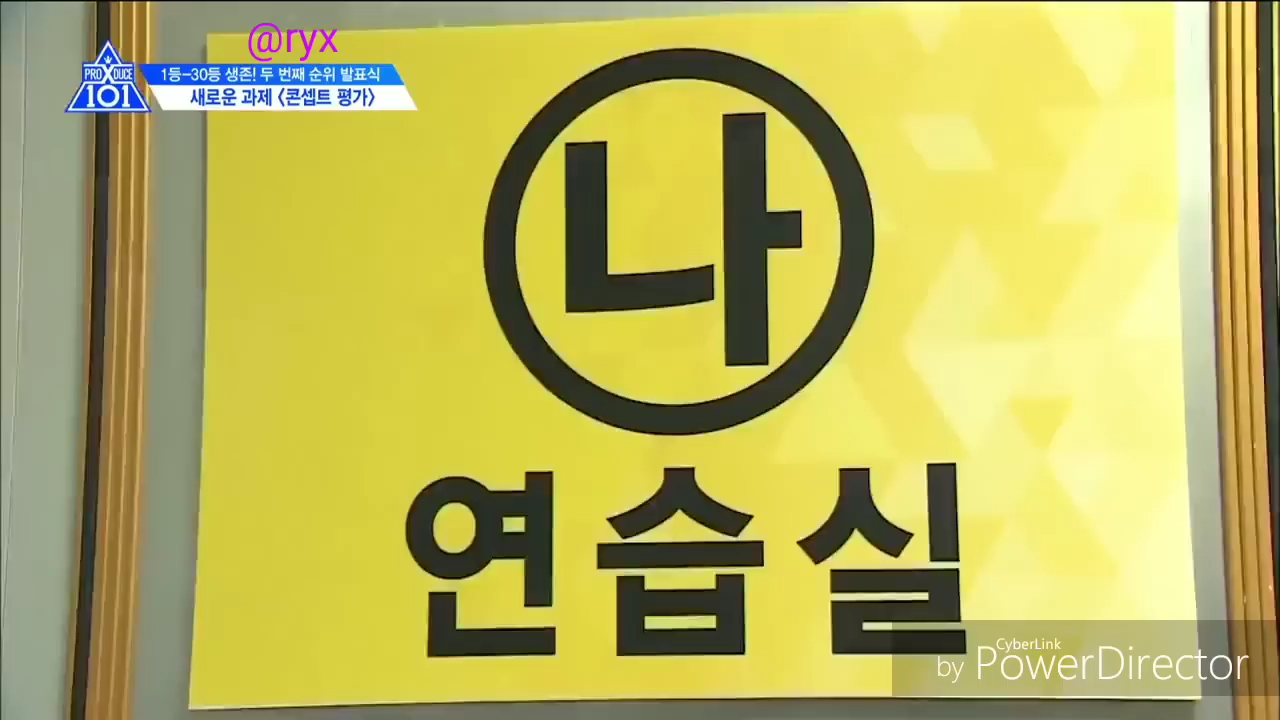 @ryx
PRODUCE
101
1등-30등 생존! 두 번째 순위 발표식
새로운 과제 <콘셉트 평가>
나
연습실
CyberLink
by PowerDirector